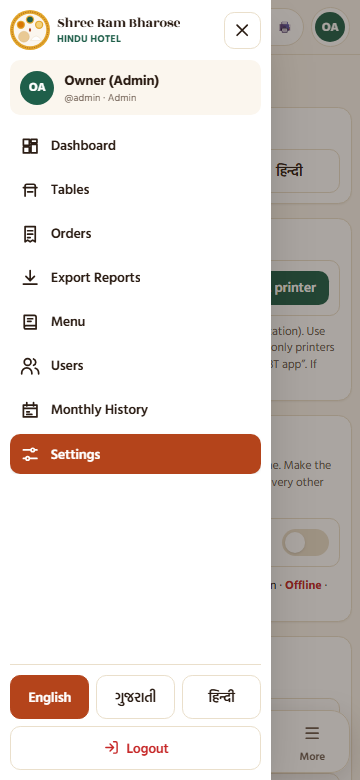 Shree Ram Bharose
HINDU HOTEL
OA
OA
Owner (Admin)
@admin · Admin
Dashboard
Tables
Orders
Export Reports
Menu
Users
Monthly History
Settings
English
ગુજરાતી
हिन्दी
Logout
हिन्दी
printer
ation). Use
only printers
BT app". If
ne. Make the
very other
n · Offline ·
More